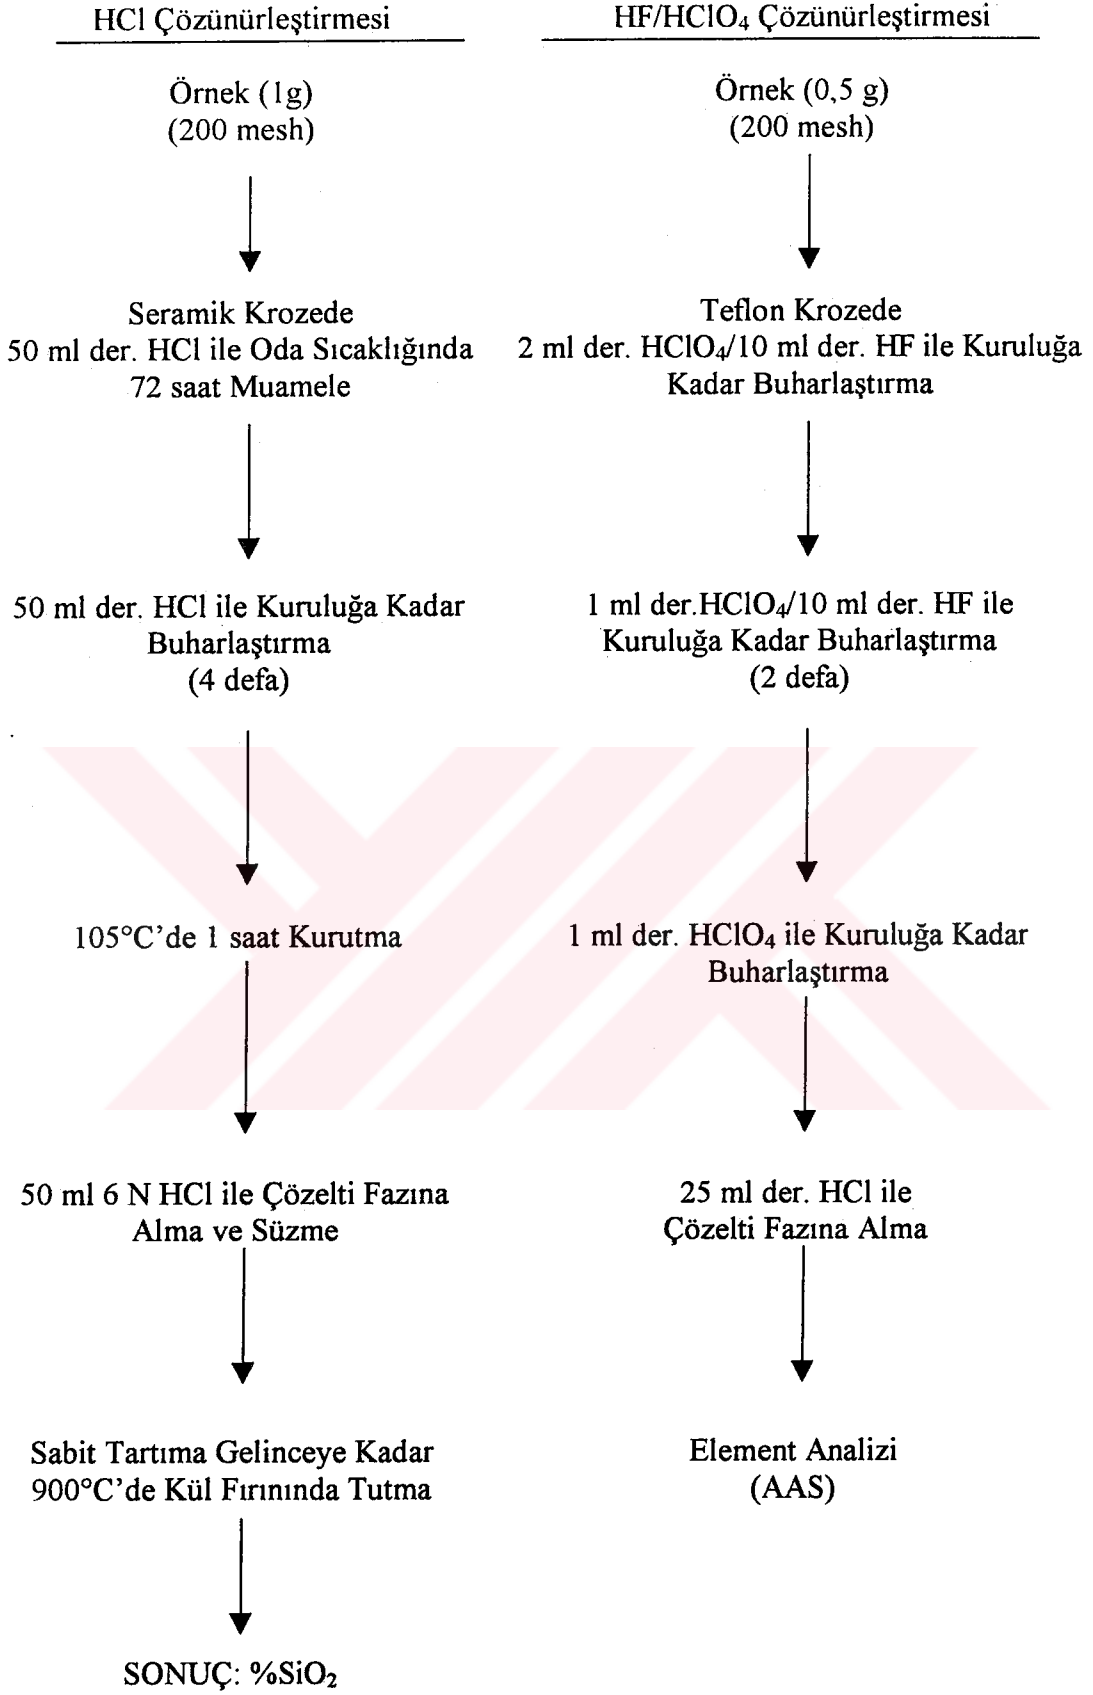 HCl Çözünürleştirmesi
Örnek (1g)
(200 mesh)
Seramik Krozede
50 ml der. HCl ile Oda Sıcaklığında
72 saat Muamele
50 ml der. HCl ile Kuruluğa Kadar
Buharlaştırma
(4 defa)
105°C’de 1 saat Kurutma
50 ml 6 N HCl ile Çözelti Fazına
Alma ve Süzme
Sabit Tartıma Gelinceye Kadar
900°C’de Kül Fırınında Tutma
SONUÇ: %SiO₂
HF/HClO₄ Çözünürleştirmesi
Örnek (0,5 g)
(200 mesh)
Teflon Krozede
2 ml der. HClO₄/10 ml der. HF ile Kuruluğa
Kadar Buharlaştırma
1 ml der.HClO₄/10 ml der. HF ile
Kuruluğa Kadar Buharlaştırma
(2 defa)
1 ml der. HClO₄ ile Kuruluğa Kadar
Buharlaştırma
25 ml der. HCl ile
Çözelti Fazına Alma
Element Analizi
(AAS)